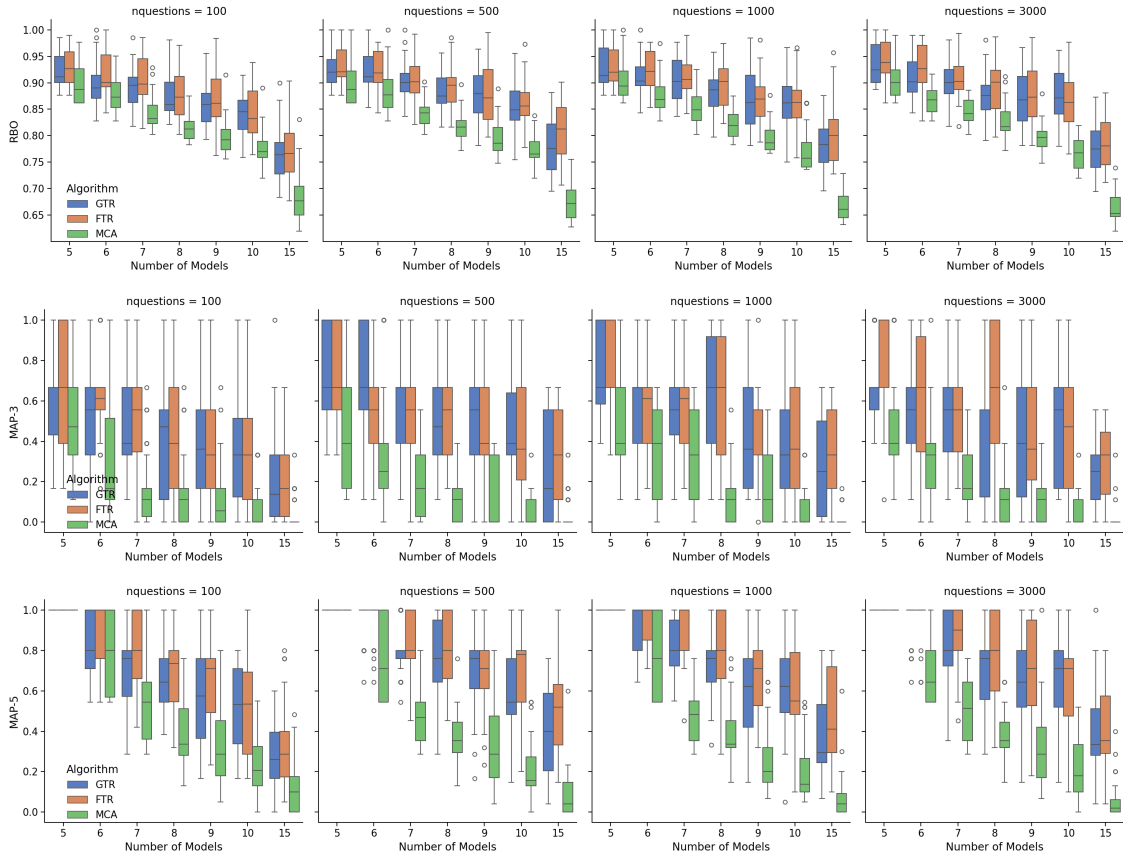 nquestions = 100 nquestions = 500 nquestions = 1000 nquestions = 3000
1.00
0.95
0.90
0.85
0.80
0.75
0.70
0.65
RBO
Algorithm
GTR
FTR
MCA
5 6 7 8 9 10 15 5 6 7 8 9 10 15 5 6 7 8 9 10 15 5 6 7 8 9 10 15
Number of Models Number of Models Number of Models Number of Models
nquestions = 100 nquestions = 500 nquestions = 1000 nquestions = 3000
1.0
0.8
0.6
0.4
0.2
0.0
MAP-3
Algorithm
GTR
FTR
MCA
5 6 7 8 9 10 15 5 6 7 8 9 10 15 5 6 7 8 9 10 15 5 6 7 8 9 10 15
Number of Models Number of Models Number of Models Number of Models
nquestions = 100 nquestions = 500 nquestions = 1000 nquestions = 3000
1.0
0.8
0.6
0.4
0.2
0.0
MAP-5
Algorithm
GTR
FTR
MCA
5 6 7 8 9 10 15 5 6 7 8 9 10 15 5 6 7 8 9 10 15 5 6 7 8 9 10 15
Number of Models Number of Models Number of Models Number of Models